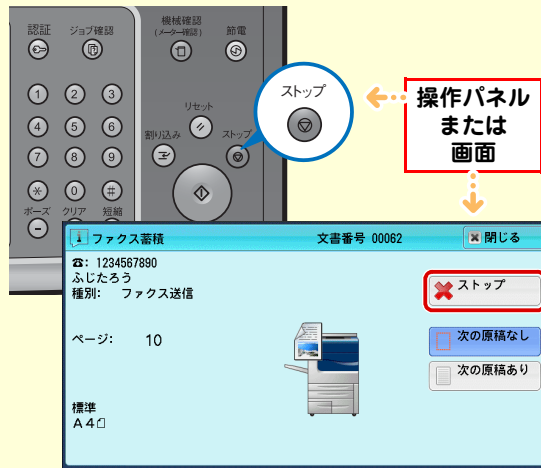 認証
ジョブ確認
機械確認
(メーター確認)
節電
1 2 3
4 5 6
7 8 9
* 0 #
リセット
割り込み
ストップ
ポーズ クリア 短縮
ストップ
操作パネル
または
画面
ファクス蓄積 文書番号 00062 閉じる
☎: 1234567890
ふじたろう
種別: ファクス送信
ページ: 10
標準
A4
ストップ
次の原稿なし
次の原稿あり